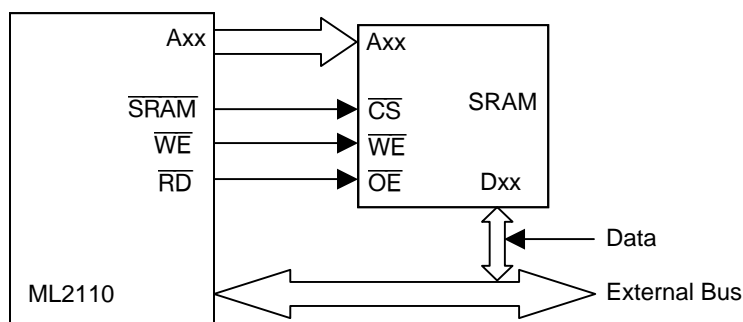 Axx
Axx
SRAM
CS
SRAM
WE
WE
RD
OE
Dxx
Data
ML2110
External Bus